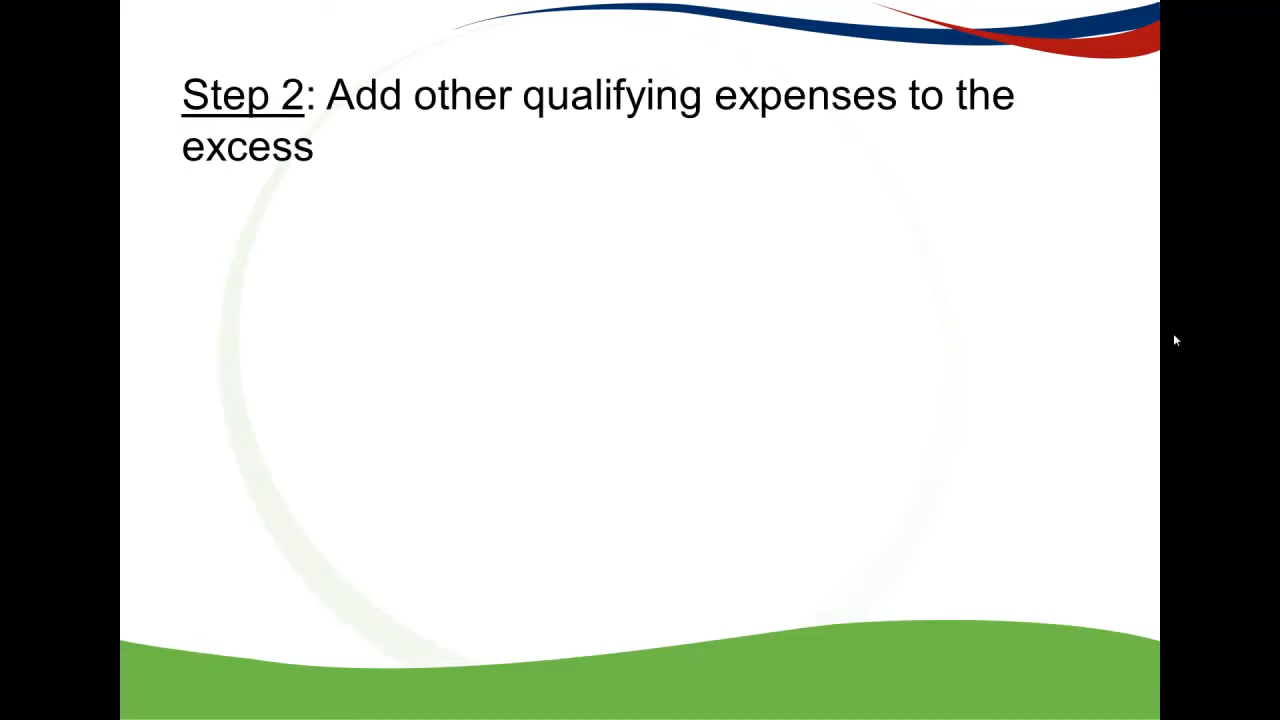 Step 2: Add other qualifying expenses to the
excess